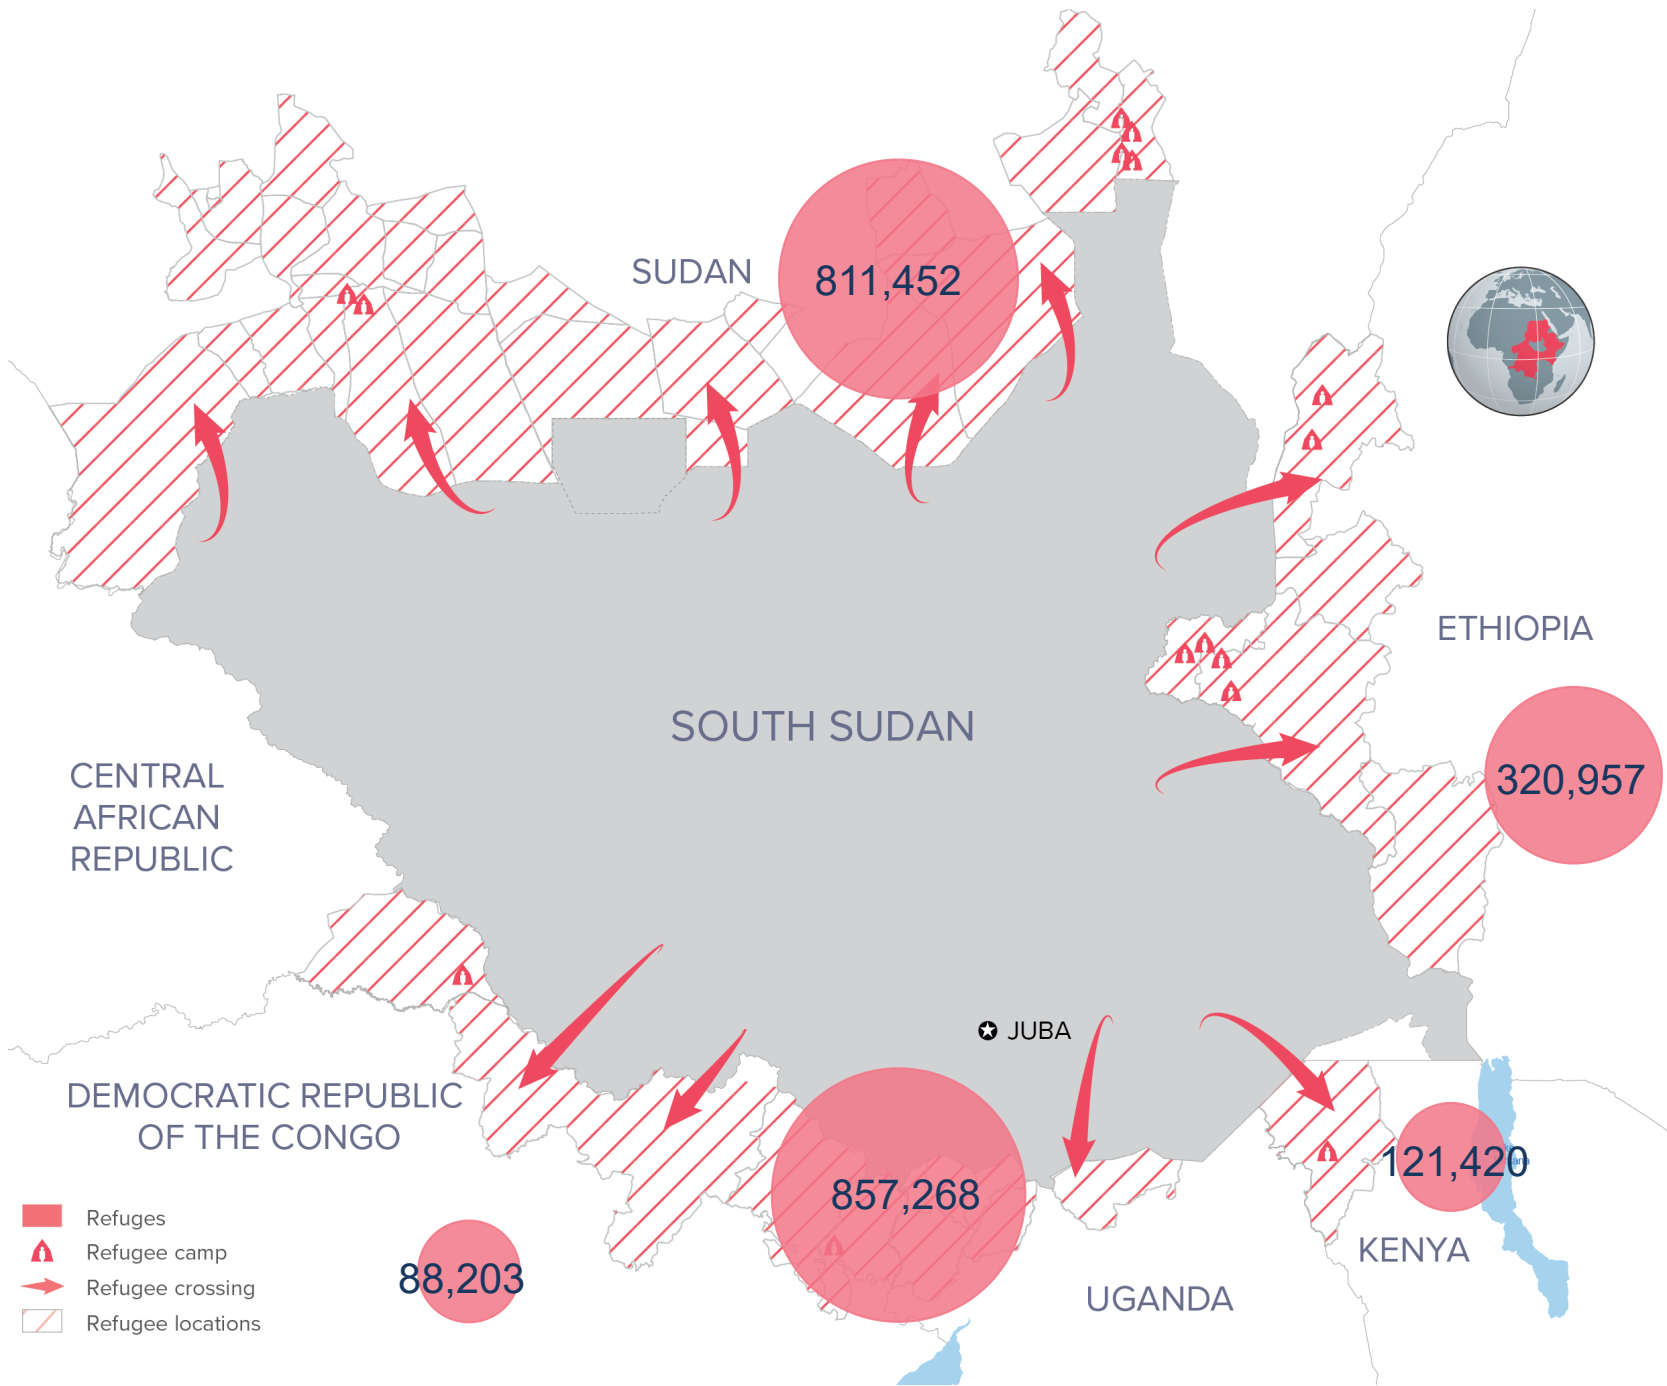 SUDAN
811,452
ETHIOPIA
SOUTH SUDAN
320,957
CENTRAL
AFRICAN
REPUBLIC
JUBA
DEMOCRATIC REPUBLIC
OF THE CONGO
857,268
121,420
KENYA
88,203
UGANDA
Refuges
Refugee camp
Refugee crossing
Refugee locations